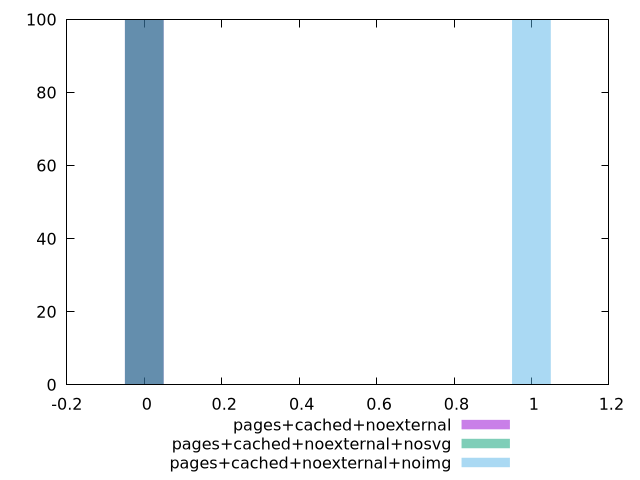 100
80
60
40
20
0
-0.2 0 0.2 0.4 0.6 0.8 1 1.2
pages+cached+noexternal
pages+cached+noexternal+nosvg
pages+cached+noexternal+noimg